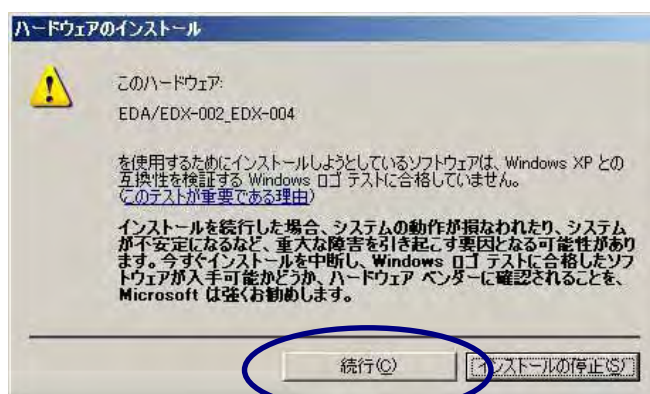 ハードウェアのインストール
このハードウェア:
EDA/EDX-002_EDX-004
を使用するためにインストールしようとしているソフトウェアは、Windows XP との
互換性を検証する Windows ロゴ テストに合格していません。
(このテストが重要である理由)
インストールを続行した場合、システムの動作が損なわれたり、システム
が不安定になるなど、重大な障害を引き起こす要因となる可能性があり
ます。今すぐインストールを中断し、Windows ロゴ テストに合格したソフ
トウェアが入手可能かどうか、ハードウェア ベンダーに確認されることを、
Microsoft は強くお勧めします。
続行(C)
インストールの停止(S)